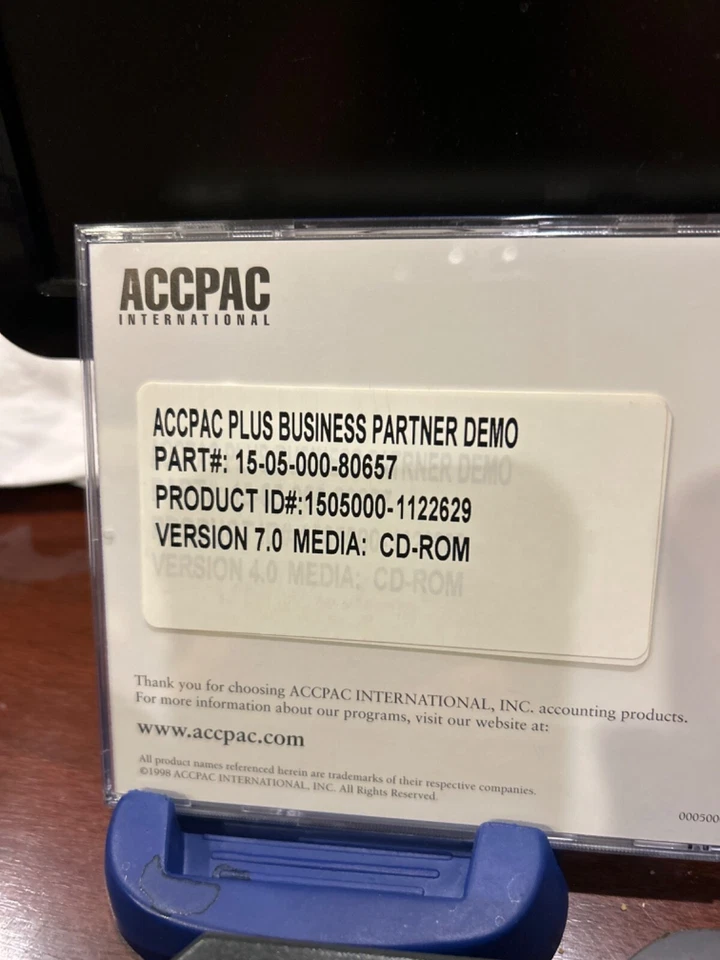 ACCPAC
INTERNATIONAL
ACCPAC PLUS BUSINESS PARTNER DEMO
PART#: 15-05-000-80657
RNER DEMO
PRODUCT ID#:1505000-1122629
VERSION 7.0 MEDIA: CD-ROM
VERSION 4.0 MEDIA: CD-ROM
Thank you for choosing ACCPAC INTERNATIONAL, INC. accounting products.
For more information about our programs, visit our website at:
www.accpac.com
All product names referenced herein are trademarks of their respective companies.
©1998 ACCPAC INTERNATIONAL, INC. All Rights Reserved.
000500